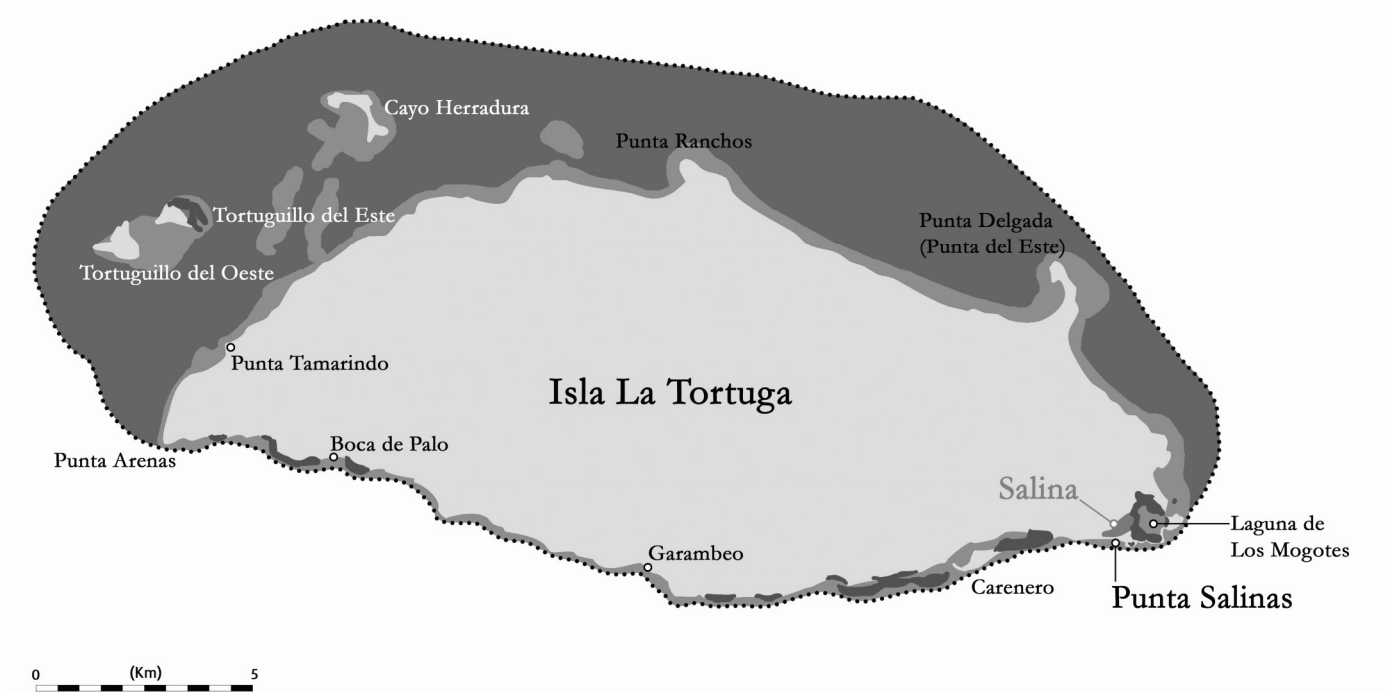 Cayo Herradura
Punta Ranchos
Tortuguillo del Este
Punta Delgada
(Punta del Este)
Tortuguillo del Oeste
Punta Tamarindo
Isla La Tortuga
Boca de Palo
Punta Arenas
Salina
Laguna de
Los Mogotes
Garambeo
Carenero
Punta Salinas
0 (Km) 5